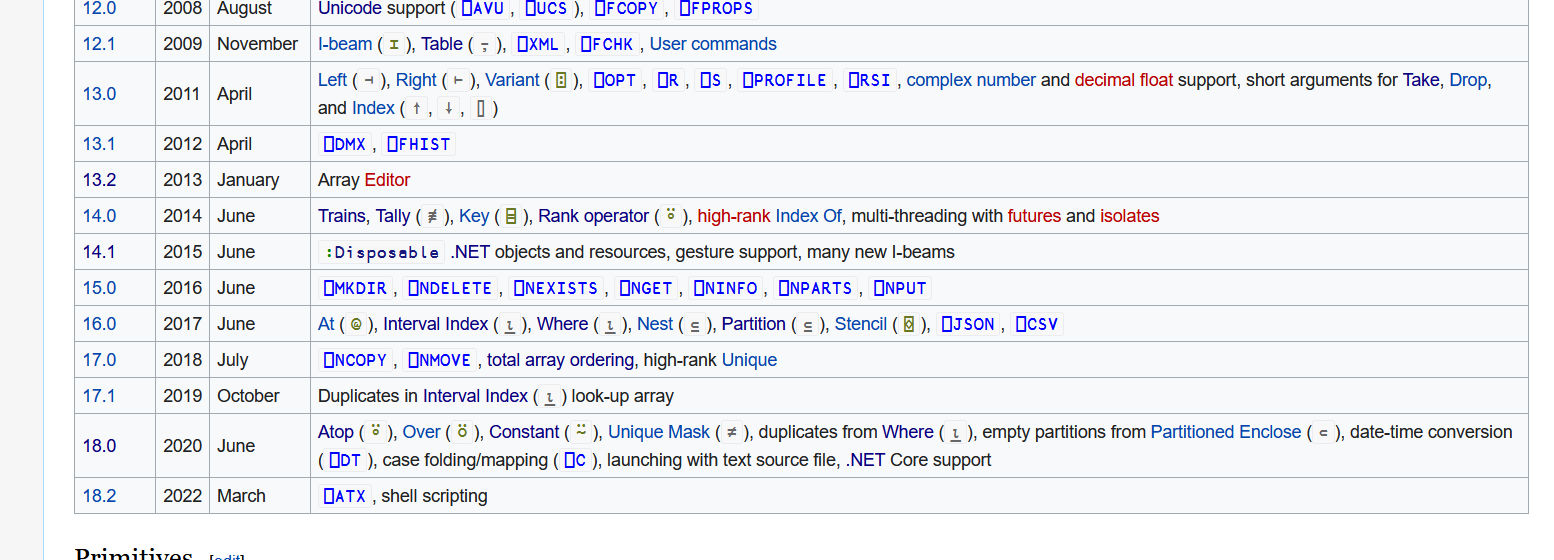 12.0 2008 August Unicode support ( ⎕AVU , ⎕UCS ), ⎕FCOPY , ⎕FPROPS
12.1 2009 November I-beam ( ⌶ ), Table ( ⍪ ), ⎕XML , ⎕FCHK , User commands
13.0 2011 April Left ( ⊣ ), Right ( ⊢ ), Variant ( ⍠ ), ⎕OPT , ⎕R , ⎕S , ⎕PROFILE , ⎕RSI , complex number and decimal float support, short arguments for Take, Drop,
and Index ( ↑ , ↓ , ⌷ )
13.1 2012 April ⎕DMX , ⎕FHIST
13.2 2013 January Array Editor
14.0 2014 June Trains, Tally ( ≢ ), Key ( ⌸ ), Rank operator ( ⍤ ), high-rank Index Of, multi-threading with futures and isolates
14.1 2015 June :Disposable .NET objects and resources, gesture support, many new I-beams
15.0 2016 June ⎕MKDIR , ⎕NDELETE , ⎕NEXISTS , ⎕NGET , ⎕NINFO , ⎕NPARTS , ⎕NPUT
16.0 2017 June At ( @ ), Interval Index ( ⍸ ), Where ( ⍸ ), Nest ( ⊆ ), Partition ( ⊆ ), Stencil ( ⌺ ), ⎕JSON , ⎕CSV
17.0 2018 July ⎕NCOPY , ⎕NMOVE , total array ordering, high-rank Unique
17.1 2019 October Duplicates in Interval Index ( ⍸ ) look-up array
18.0 2020 June Atop ( ⍤ ), Over ( ⍥ ), Constant ( ⍨ ), Unique Mask ( ≠ ), duplicates from Where ( ⍸ ), empty partitions from Partitioned Enclose ( ⊂ ), date-time conversion
( ⎕DT ), case folding/mapping ( ⎕C ), launching with text source file, .NET Core support
18.2 2022 March ⎕ATX , shell scripting
Primitives [edit]